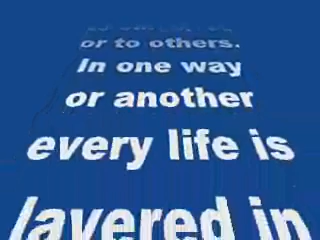 or to others.
In one way
or another
every life is
layered in